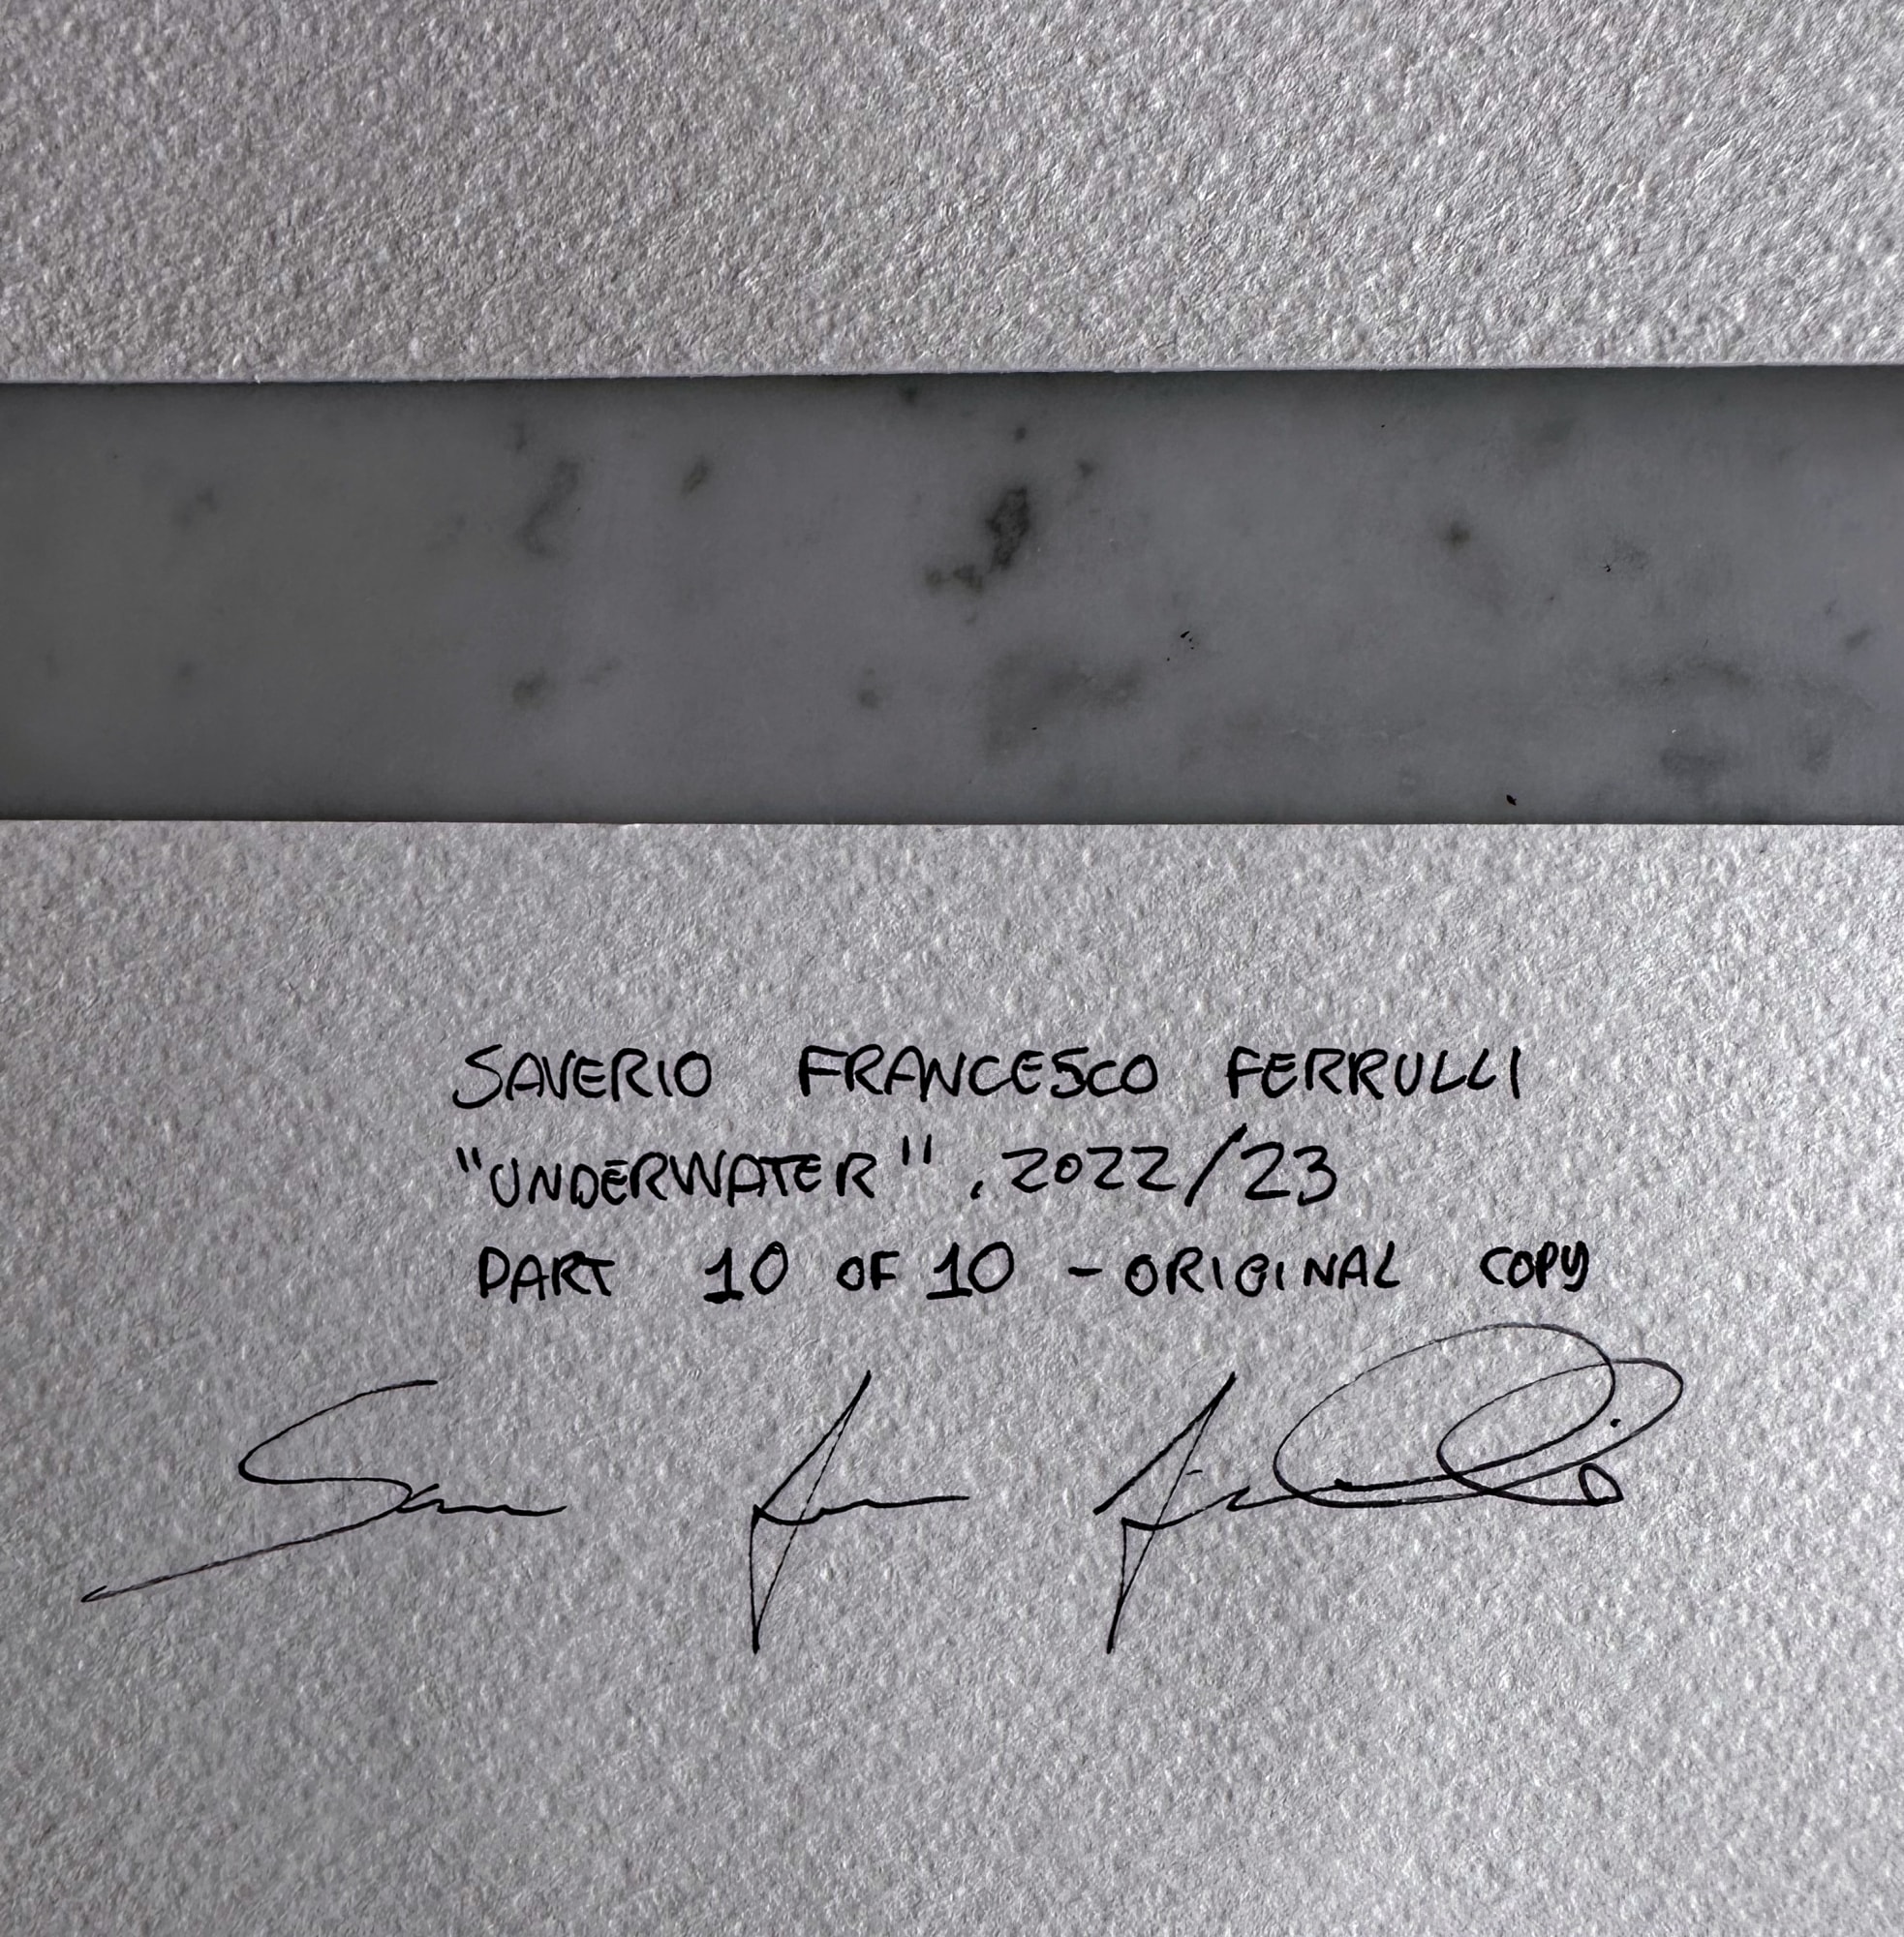 SAVERIO FRANCESCO FERRULLI
"UNDERWATER", 2022/23
PART 10 OF 10 - ORIGINAL COPY